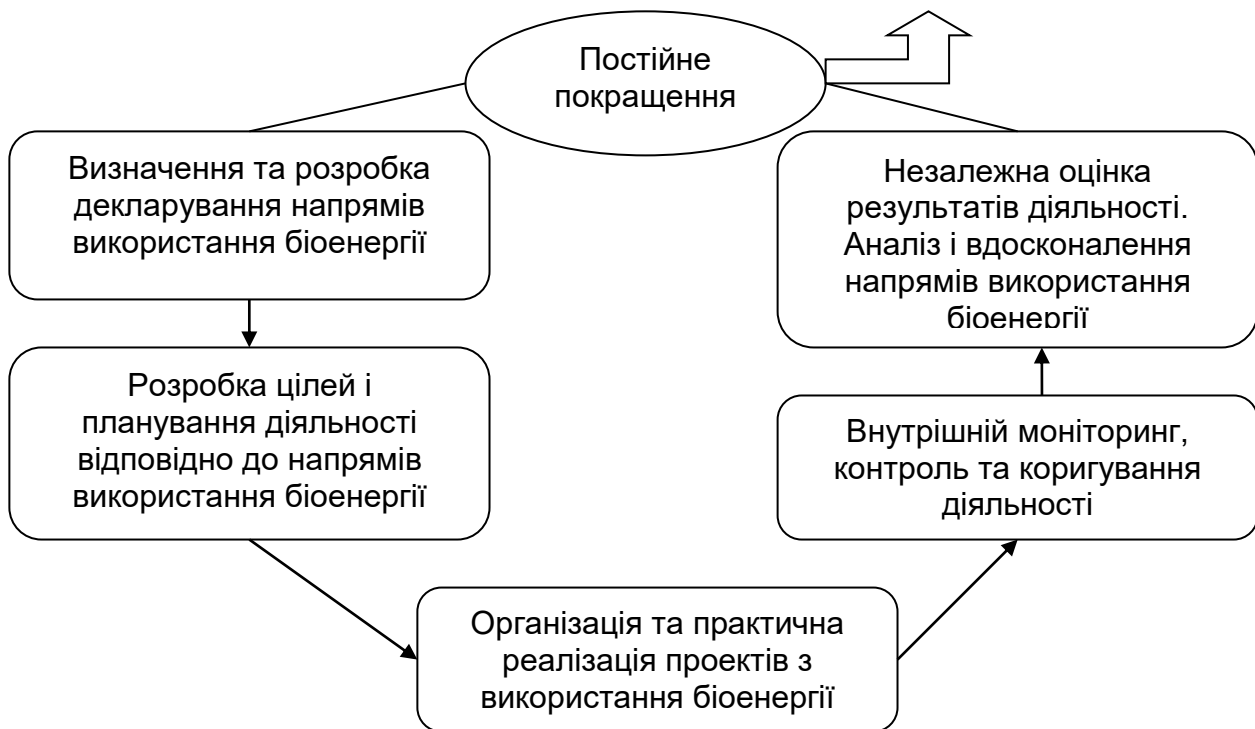 Постійне
покращення
Визначення та розробка
декларування напрямів
використання біоенергії
Розробка цілей і
планування діяльності
відповідно до напрямів
використання біоенергії
Організація та практична
реалізація проектів з
використання біоенергії
Внутрішній моніторинг,
контроль та коригування
діяльності
Незалежна оцінка
результатів діяльності.
Аналіз і вдосконалення
напрямів використання
біоенергії